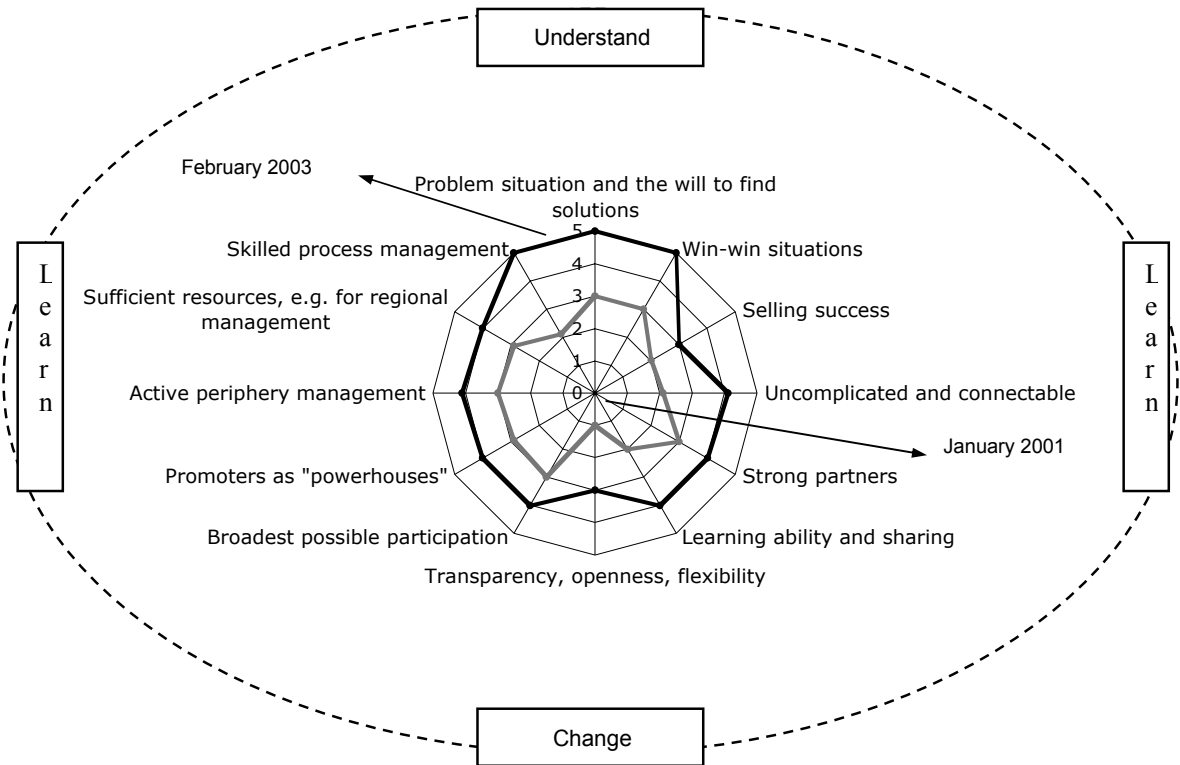 Understand
February 2003
Problem situation and the will to find
solutions
Skilled process management
Win-win situations
Sufficient resources, e.g. for regional
management
Selling success
Active periphery management
Uncomplicated and connectable
January 2001
Promoters as "powerhouses"
Strong partners
Broadest possible participation
Learning ability and sharing
Transparency, openness, flexibility
5
4
3
2
1
0
Learn
Learn
Change